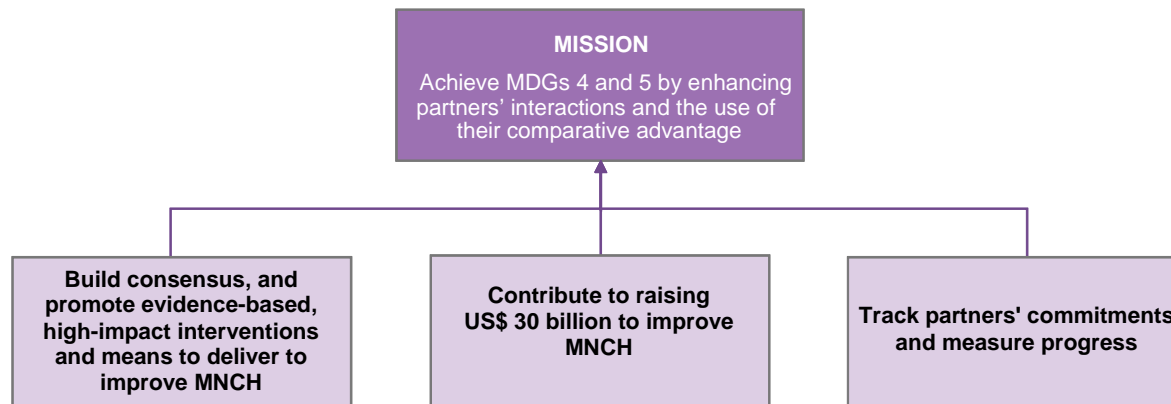 MISSION
Achieve MDGs 4 and 5 by enhancing
partners’ interactions and the use of
their comparative advantage
Build consensus, and
promote evidence-based,
high-impact interventions
and means to deliver to
improve MNCH
Contribute to raising
US$ 30 billion to improve
MNCH
Track partners' commitments
and measure progress